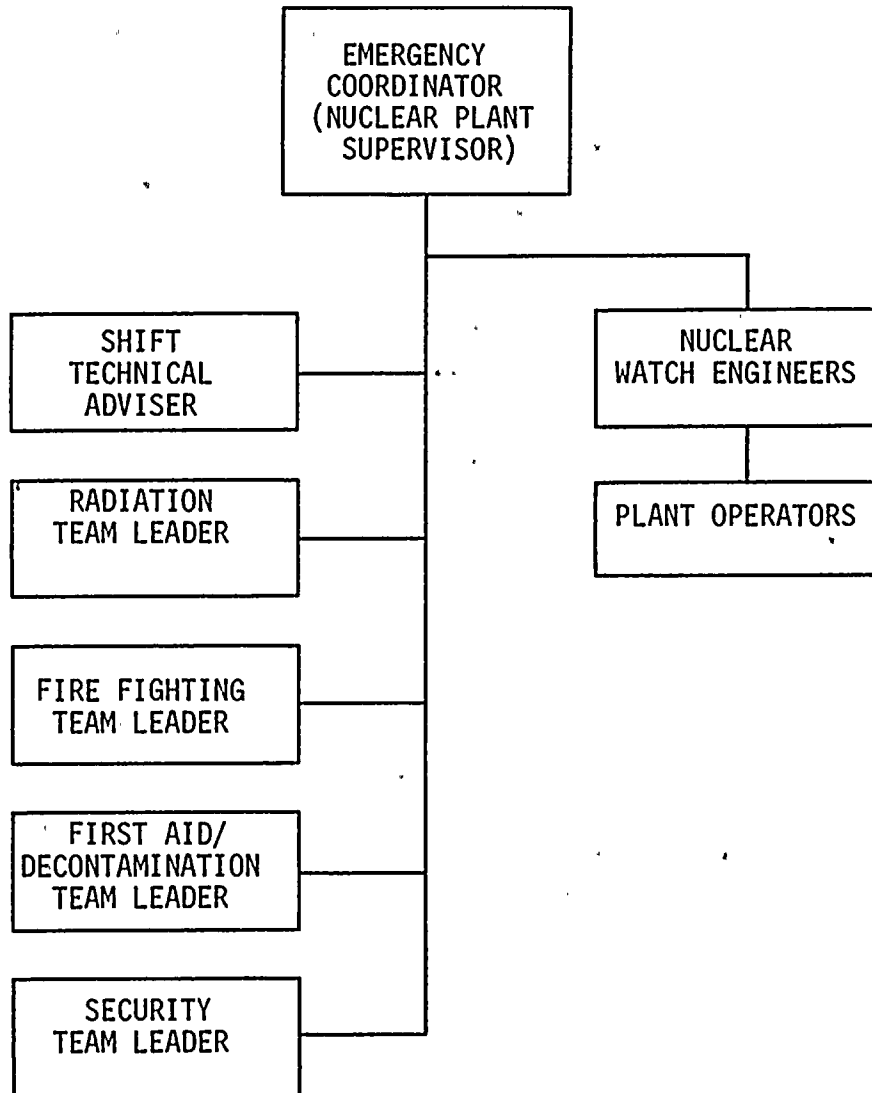 EMERGENCY
COORDINATOR
(NUCLEAR PLANT
SUPERVISOR)
SHIFT
TECHNICAL
ADVISER
NUCLEAR
WATCH ENGINEERS
RADIATION
TEAM LEADER
PLANT OPERATORS
FIRE FIGHTING
TEAM LEADER
FIRST AID/
DECONTAMINATION
TEAM LEADER
SECURITY
TEAM LEADER